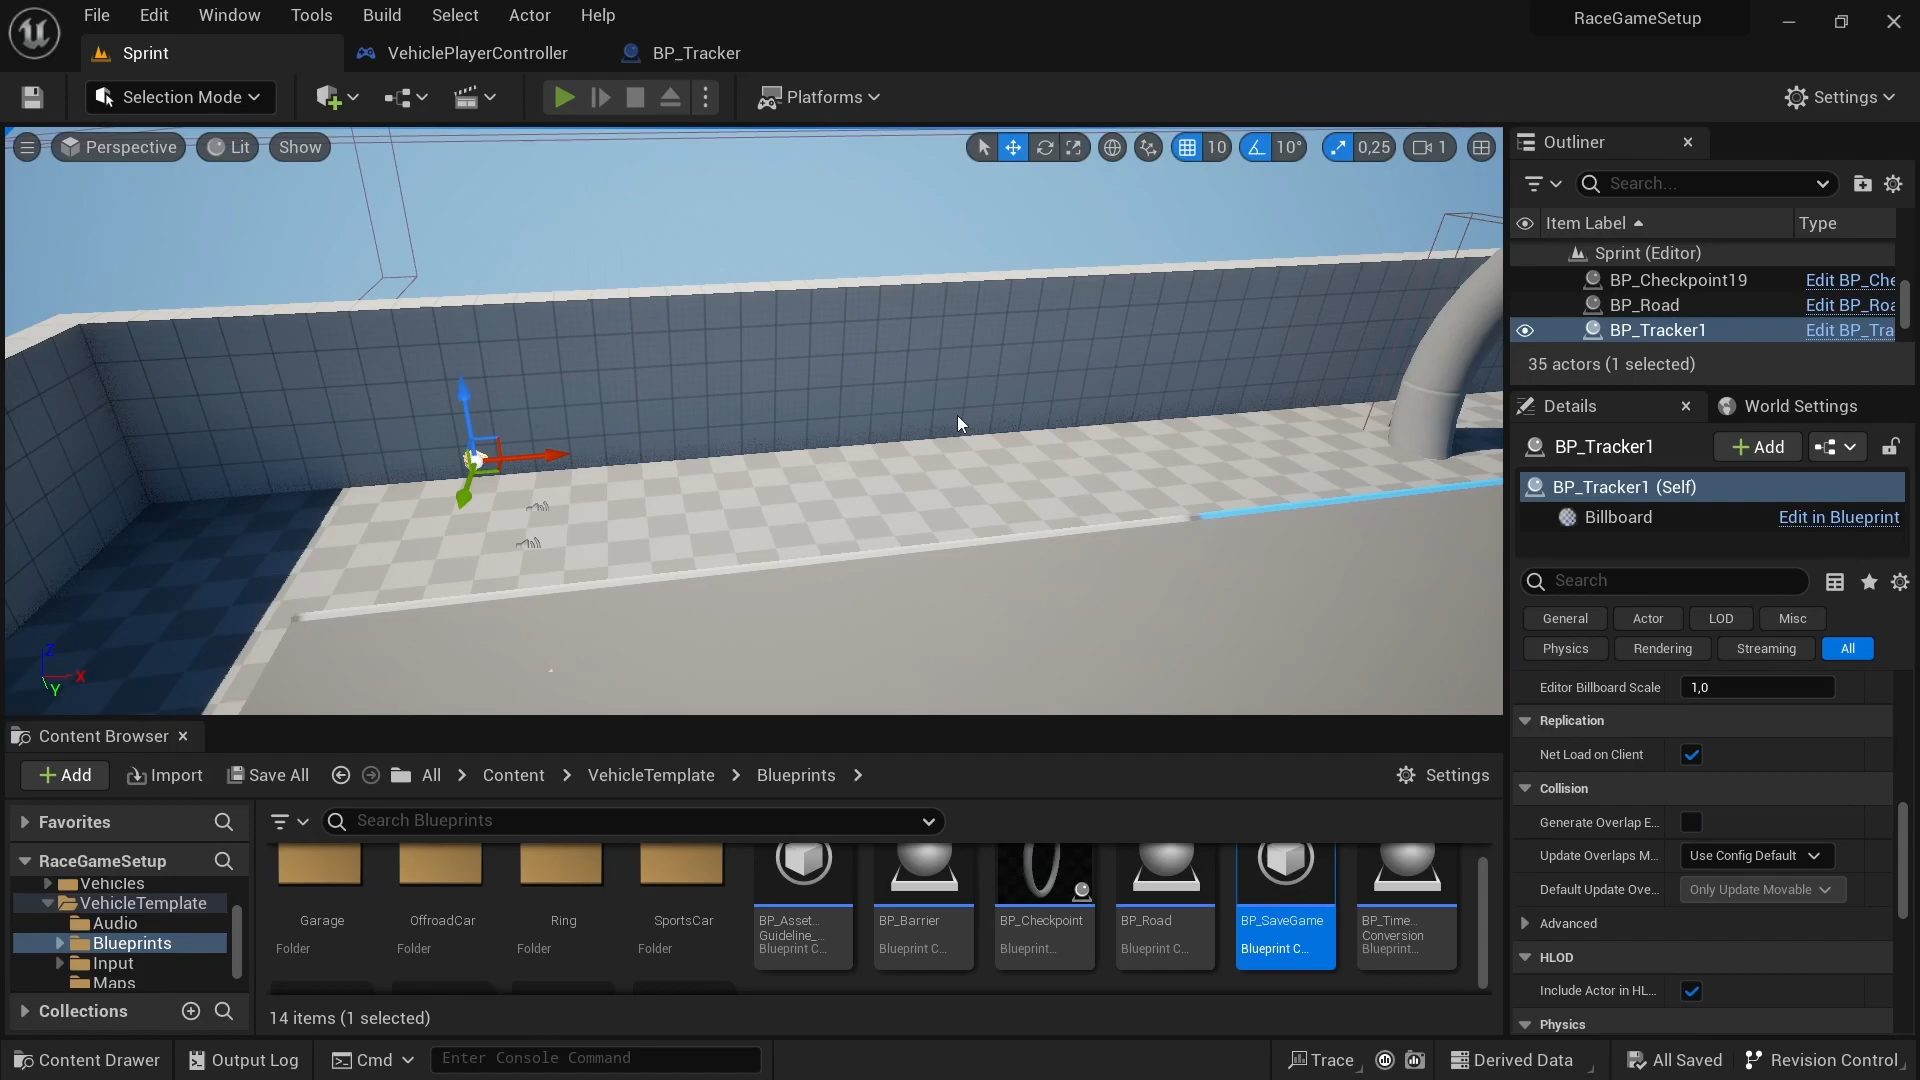 File Edit Window Tools Build Select Actor Help
RaceGameSetup
Sprint VehiclePlayerController BP_Tracker
Selection Mode Platforms Settings
Perspective Lit Show 10 10° 0,25 1
Outliner
Search...
Item Label Type
Sprint (Editor)
BP_Checkpoint19 Edit BP_Che
BP_Road Edit BP_Roa
BP_Tracker1 Edit BP_Tra
35 actors (1 selected)
Details World Settings
BP_Tracker1 Add
BP_Tracker1 (Self)
Billboard Edit in Blueprint
Search
General Actor LOD Misc
Physics Rendering Streaming All
Editor Billboard Scale 1,0
Replication
Net Load on Client
Collision
Generate Overlap E...
Update Overlaps M... Use Config Default
Default Update Ove... Only Update Movable
Advanced
HLOD
Include Actor in HL...
Physics
Z
X
Y
Content Browser
Add Import Save All All Content VehicleTemplate Blueprints Settings
Favorites
Search Blueprints
RaceGameSetup
Vehicles
VehicleTemplate
Audio
Blueprints
Input
Maps
Collections
Garage OffroadCar Ring SportsCar BP_Asset... BP_Barrier BP_Checkpoint BP_Road BP_SaveGame BP_Time...
Guideline_... Conversion
Folder Folder Folder Folder Blueprint C... Blueprint C... Blueprint... Blueprint C... Blueprint C... Blueprint...
14 items (1 selected)
Content Drawer Output Log Cmd Enter Console Command Trace Derived Data All Saved Revision Control